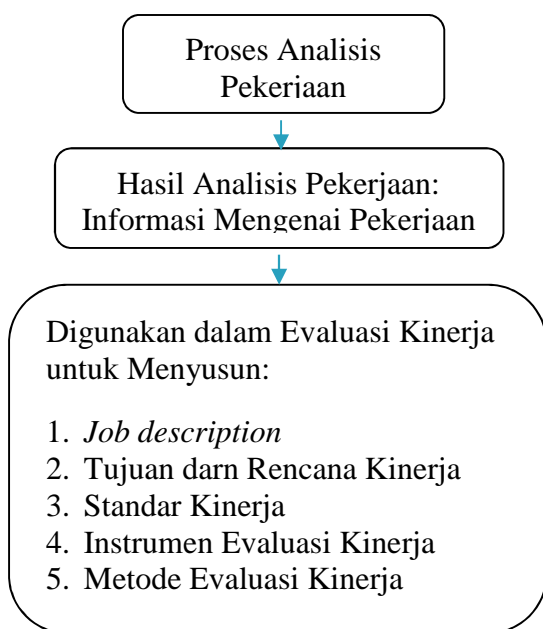 Proses Analisis
Pekerjaan
Hasil Analisis Pekerjaan:
Informasi Mengenai Pekerjaan
Digunakan dalam Evaluasi Kinerja
untuk Menyusun:
1. Job description
2. Tujuan darn Rencana Kinerja
3. Standar Kinerja
4. Instrumen Evaluasi Kinerja
5. Metode Evaluasi Kinerja